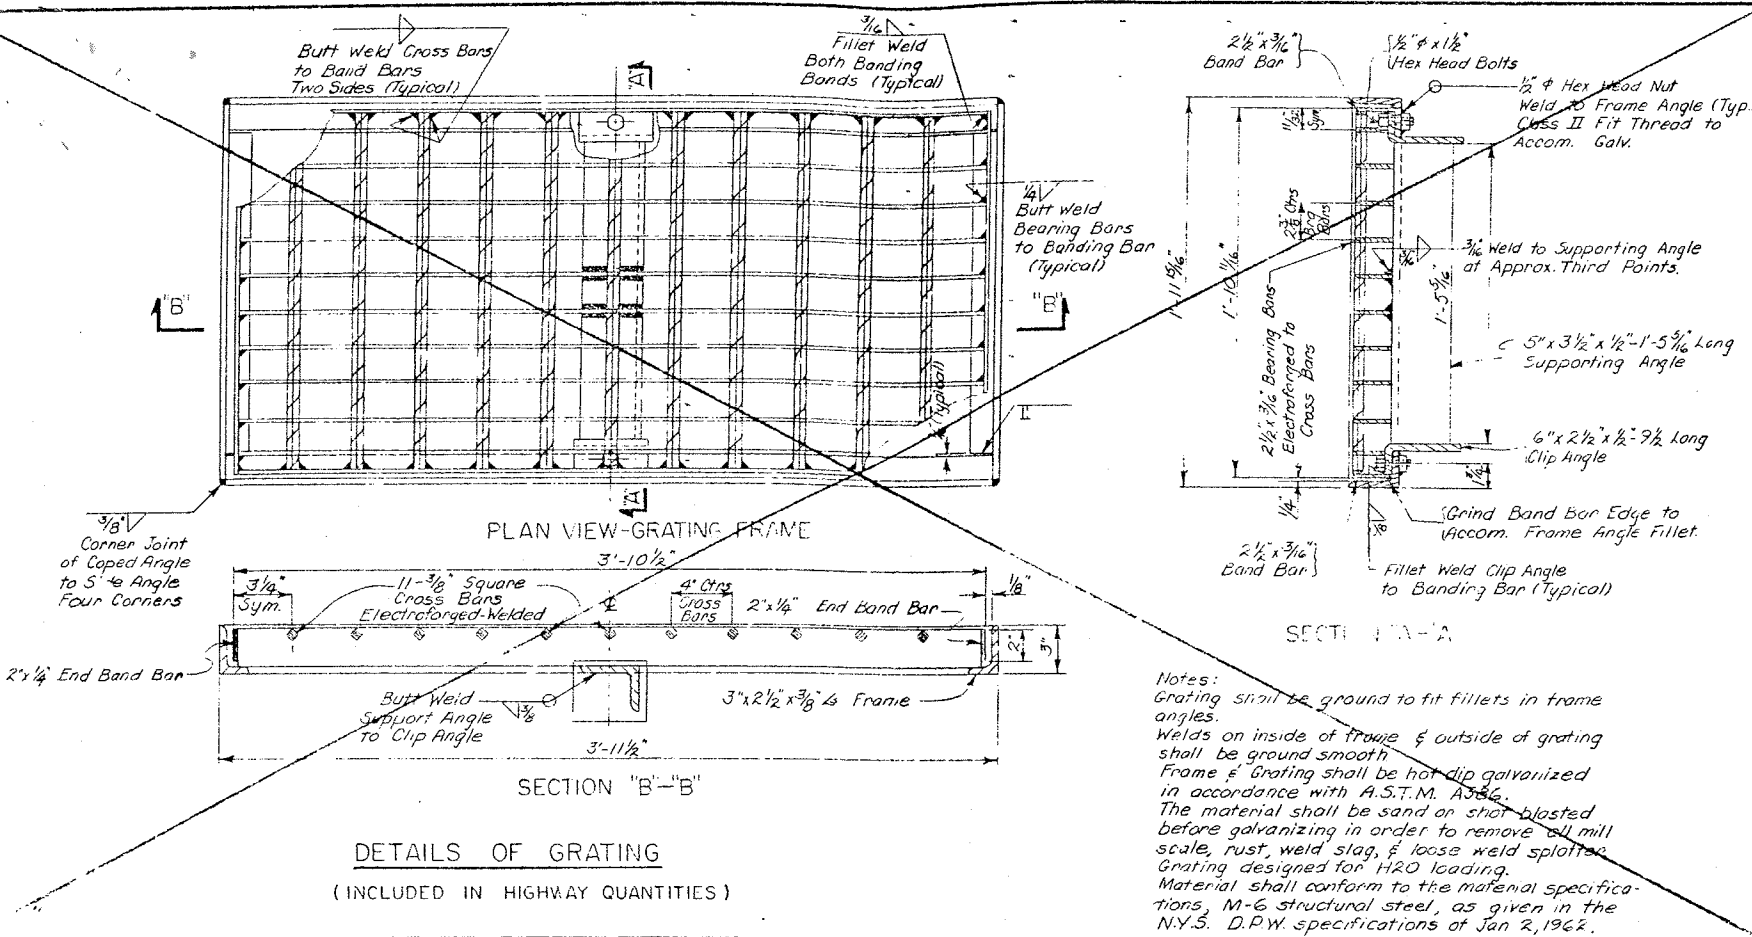 Butt Weld Cross Bars
to Band Bars
Two Sides (Typical)
3/16"
Fillet Weld
Both Banding
Bonds (Typical)
"A"
1/4
Butt Weld
Bearing Bars
to Banding Bar
(Typical)
"B"
"B"
(Typical)
"A"
3/8"
Corner Joint
of Coped Angle
to Angle
Four Corners
PLAN VIEW-GRATING FRAME
3'-10 1/2"
3 1/4"
Sym.
11-3/8" Square
Cross Bars
Electroforged-Welded
4" Ctrs
Cross
Bars
2"x1/4" End Band Bar
1/8"
2"
3"
2"x1/4" End Band Bar
Butt Weld
Support Angle
to Clip Angle
3/8
3"x2 1/2"x3/8" Frame
3'-11 1/2"
SECTION "B"-"B"
DETAILS OF GRATING
(INCLUDED IN HIGHWAY QUANTITIES)
2 1/2"x3/16"
Band Bar
1/2" φ x 1 1/2"
Hex Head Bolts
1/2" φ Hex Head Nut
Weld to Frame Angle (Typ.
Class II Fit Thread to
Accom. Galv.
Sym.
Ctrs
Brg
Bars
1'-11 15/16"
1'-10 11/16"
2 1/2"x3/16" Bearing Bars
Electroforged to
Cross Bars
3/16 Weld to Supporting Angle
at Approx. Third Points.
1'-5 5/16"
5"x3 1/2"x1/2"-1'-5 5/16" Long
Supporting Angle
6"x2 1/2"x1/2"-9 1/2 Long
Clip Angle
1 3/4"
1/4"
Grind Band Bar Edge to
Accom. Frame Angle Fillet.
2 1/2"x3/16"
Band Bar
1/8
Fillet Weld Clip Angle
to Banding Bar (Typical)
"A"-"A"
Notes:
Grating shall be ground to fit fillets in frame
angles.
Welds on inside of frame & outside of grating
shall be ground smooth
Frame & Grating shall be hot dip galvanized
in accordance with A.S.T.M. A386.
The material shall be sand or shot blasted
before galvanizing in order to remove all mill
scale, rust, weld slag, & loose weld splatter.
Grating designed for H20 loading.
Material shall conform to the material specifica-
tions, M-6 structural steel, as given in the
N.Y.S. D.P.W. specifications of Jan 2, 1962.